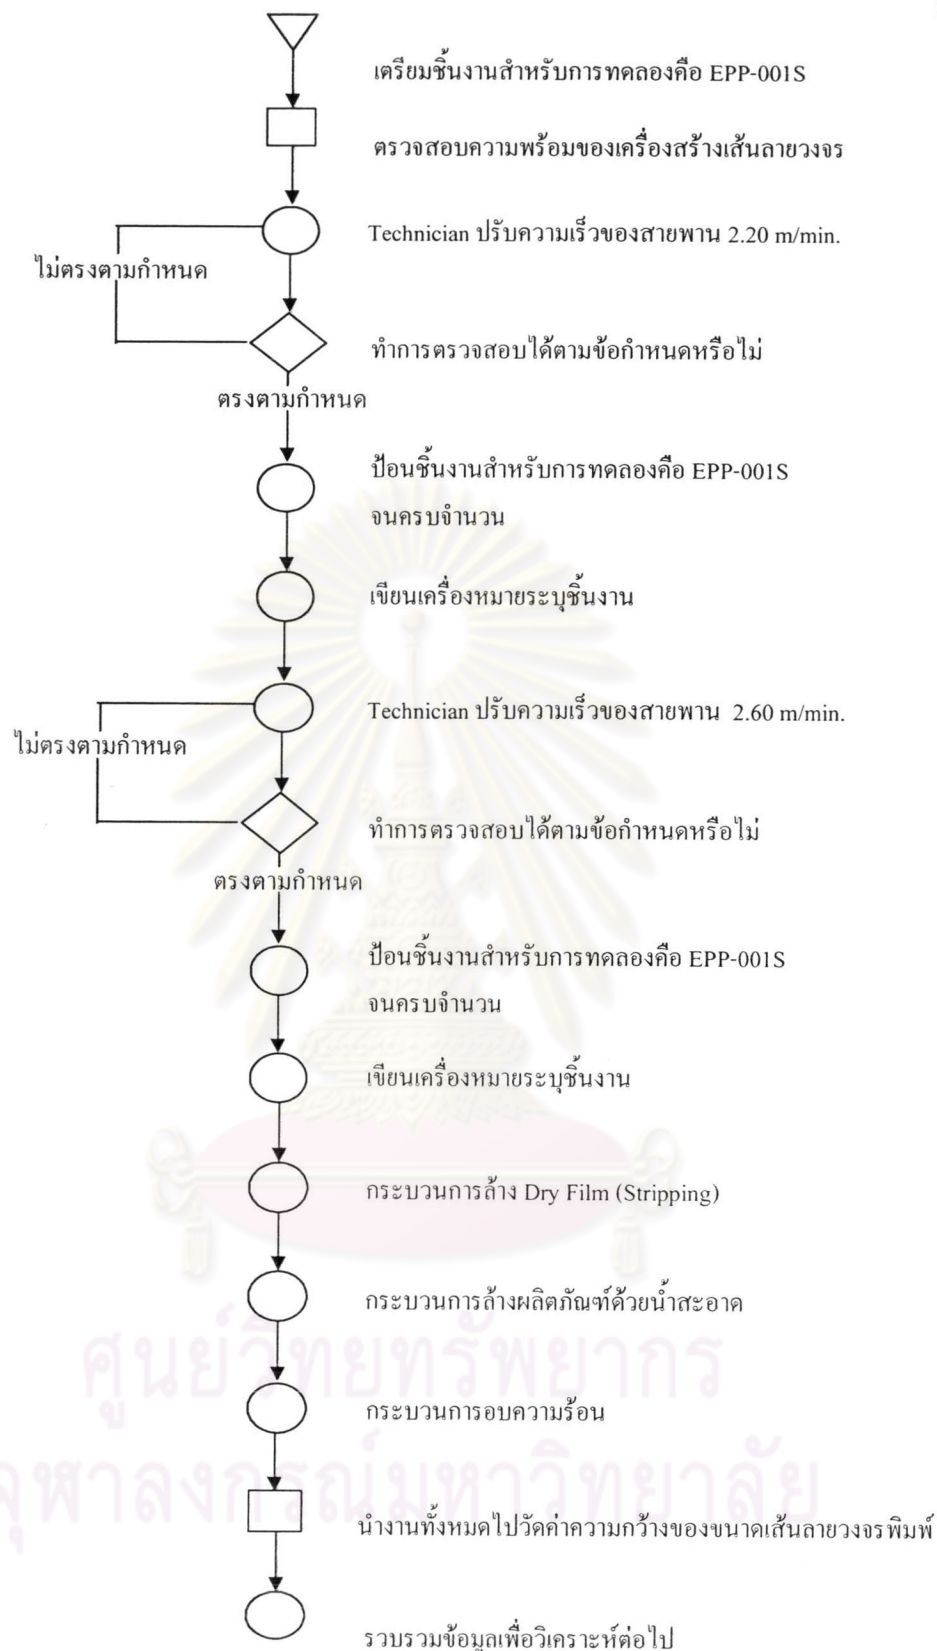 เตรียมชิ้นงานสำหรับการทดลองคือ EPP-001S
ตรวจสอบความพร้อมของเครื่องสร้างเส้นลายวงจร
Technician ปรับความเร็วของสายพาน 2.20 m/min.
ไม่ตรงตามกำหนด
ทำการตรวจสอบได้ตามข้อกำหนดหรือไม่
ตรงตามกำหนด
ป้อนชิ้นงานสำหรับการทดลองคือ EPP-001S
จนครบจำนวน
เขียนเครื่องหมายระบุชิ้นงาน
Technician ปรับความเร็วของสายพาน 2.60 m/min.
ไม่ตรงตามกำหนด
ทำการตรวจสอบได้ตามข้อกำหนดหรือไม่
ตรงตามกำหนด
ป้อนชิ้นงานสำหรับการทดลองคือ EPP-001S
จนครบจำนวน
เขียนเครื่องหมายระบุชิ้นงาน
กระบวนการล้าง Dry Film (Stripping)
กระบวนการล้างผลิตภัณฑ์ด้วยน้ำสะอาด
ศูนย์วิทยทรัพยากร
กระบวนการอบความร้อน
จุฬาลงกรณ์มหาวิทยาลัย
นำงานทั้งหมดไปวัดค่าความกว้างของขนาดเส้นลายวงจรพิมพ์
รวบรวมข้อมูลเพื่อวิเคราะห์ต่อไป